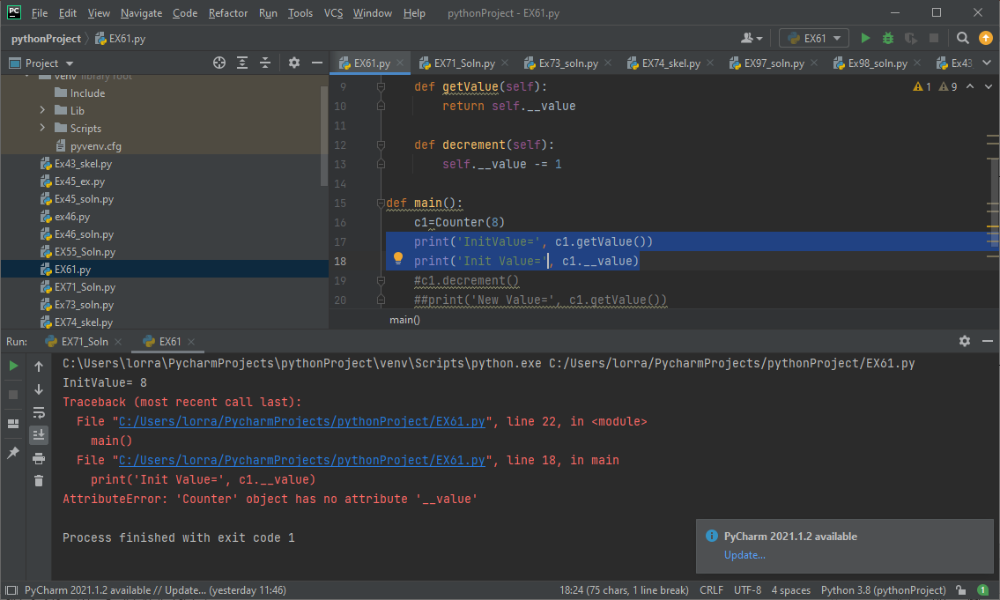 PC File Edit View Navigate Code Refactor Run Tools VCS Window Help pythonProject - EX61.py
pythonProject EX61.py EX61
Project EX61.py EX71_Soln.py Ex73_soln.py EX74_skel.py EX97_soln.py Ex98_soln.py Ex43
venv library root
Include
Lib
Scripts
pyvenv.cfg
Ex43_skel.py
Ex45_ex.py
Ex45_soln.py
ex46.py
Ex46_soln.py
EX55_Soln.py
EX61.py
EX71_Soln.py
Ex73_soln.py
EX74_skel.py
1 9
9 def getValue(self):
10 return self.__value
11
12 def decrement(self):
13 self.__value -= 1
14
15 def main():
16 c1=Counter(8)
17 print('InitValue=', c1.getValue())
18 print('Init Value=', c1.__value)
19 #c1.decrement()
20 ##print('New Value=', c1.getValue())
main()
Run: EX71_Soln EX61
C:\Users\lorra\PycharmProjects\pythonProject\venv\Scripts\python.exe C:/Users/lorra/PycharmProjects/pythonProject/EX61.py
InitValue= 8
Traceback (most recent call last):
File "C:/Users/lorra/PycharmProjects/pythonProject/EX61.py", line 22, in <module>
main()
File "C:/Users/lorra/PycharmProjects/pythonProject/EX61.py", line 18, in main
print('Init Value=', c1.__value)
AttributeError: 'Counter' object has no attribute '__value'
Process finished with exit code 1
PyCharm 2021.1.2 available
Update...
PyCharm 2021.1.2 available // Update... (yesterday 11:46) 18:24 (75 chars, 1 line break) CRLF UTF-8 4 spaces Python 3.8 (pythonProject) 1